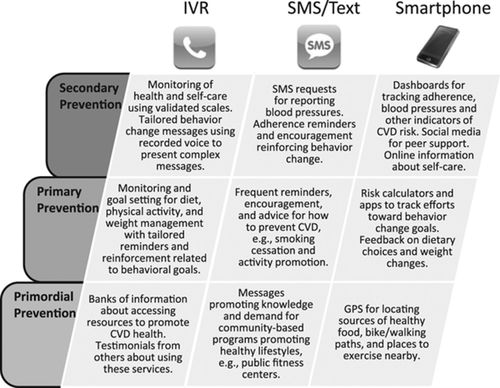 IVR
SMS/Text
Smartphone
SMS
Secondary
Prevention
Monitoring of
health and self-care
using validated scales.
Tailored behavior
change messages using
recorded voice to
present complex
messages.
SMS requests
for reporting
blood pressures.
Adherence reminders
and encouragement
reinforcing behavior
change.
Dashboards for
tracking adherence,
blood pressures and
other indicators of
CVD risk. Social media
for peer support.
Online information
about self-care.
Primary
Prevention
Monitoring and
goal setting for diet,
physical activity, and
weight management
with tailored
reminders and
reinforcement related
to behavioral goals.
Frequent reminders,
encouragement,
and advice for how
to prevent CVD,
e.g., smoking
cessation and
activity promotion.
Risk calculators and
apps to track efforts
toward behavior
change goals.
Feedback on dietary
choices and weight
changes.
Primordial
Prevention
Banks of information
about accessing
resources to promote
CVD health.
Testimonials from
others about using
these services.
Messages
promoting knowledge
and demand for
community-based
programs promoting
healthy lifestyles,
e.g., public fitness
centers.
GPS for locating
sources of healthy
food, bike/walking
paths, and places to
exercise nearby.